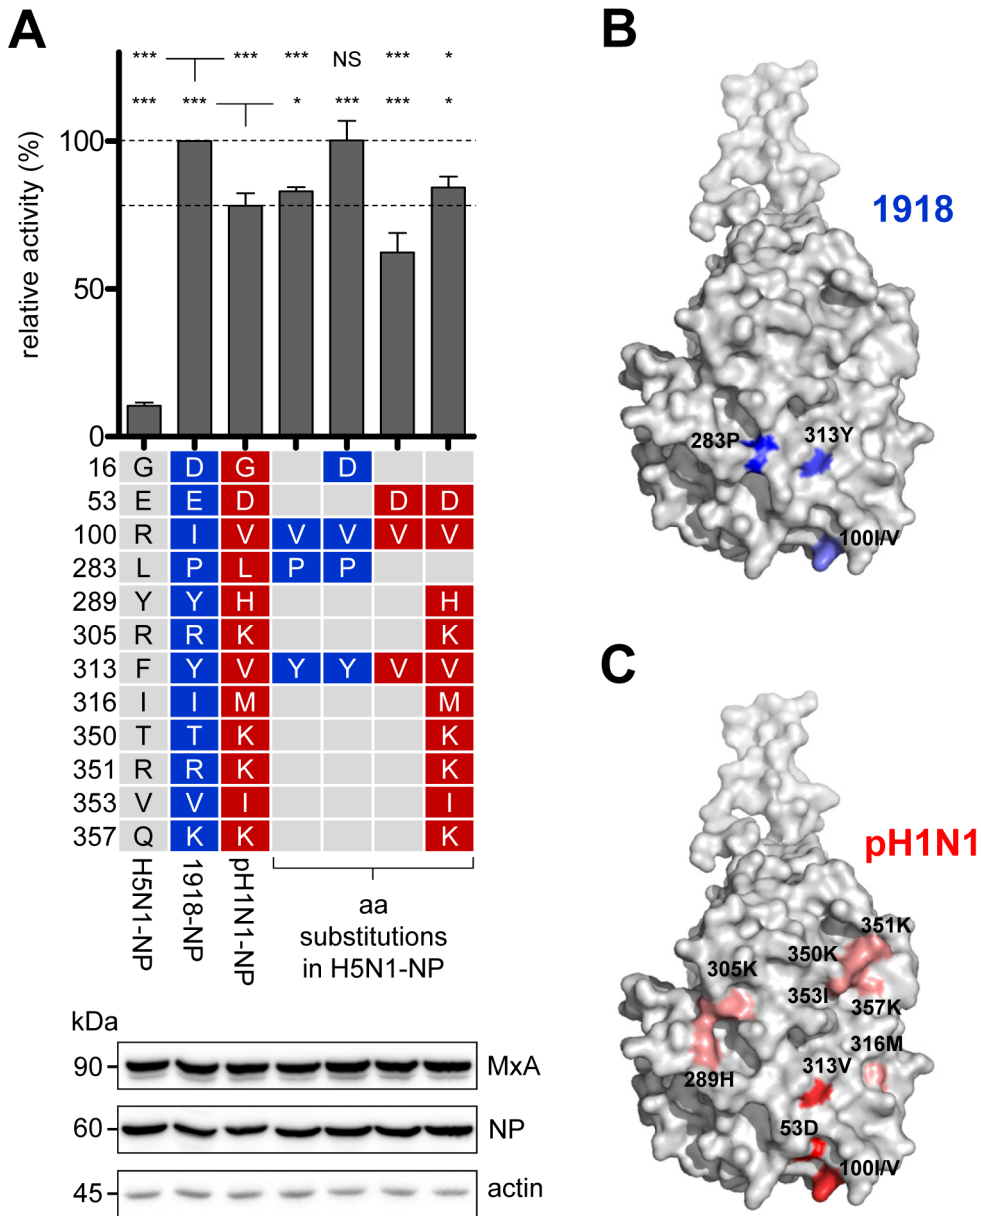 A
*** *** *** NS *** *
*** *** * *** *** *
relative activity (%)
100
50
0
16 G D G D
53 E E D D D
100 R I V V V V V
283 L P L P P
289 Y Y H H
305 R R K K
313 F Y V Y Y V V
316 I I M M
350 T T K K
351 R R K K
353 V V I I
357 Q K K K
H5N1-NP
1918-NP
pH1N1-NP
aa
substitutions
in H5N1-NP
kDa
90 MxA
60 NP
45 actin
B
1918
283P
313Y
100I/V
C
pH1N1
351K
350K
305K
353I
357K
316M
313V
289H
53D
100I/V